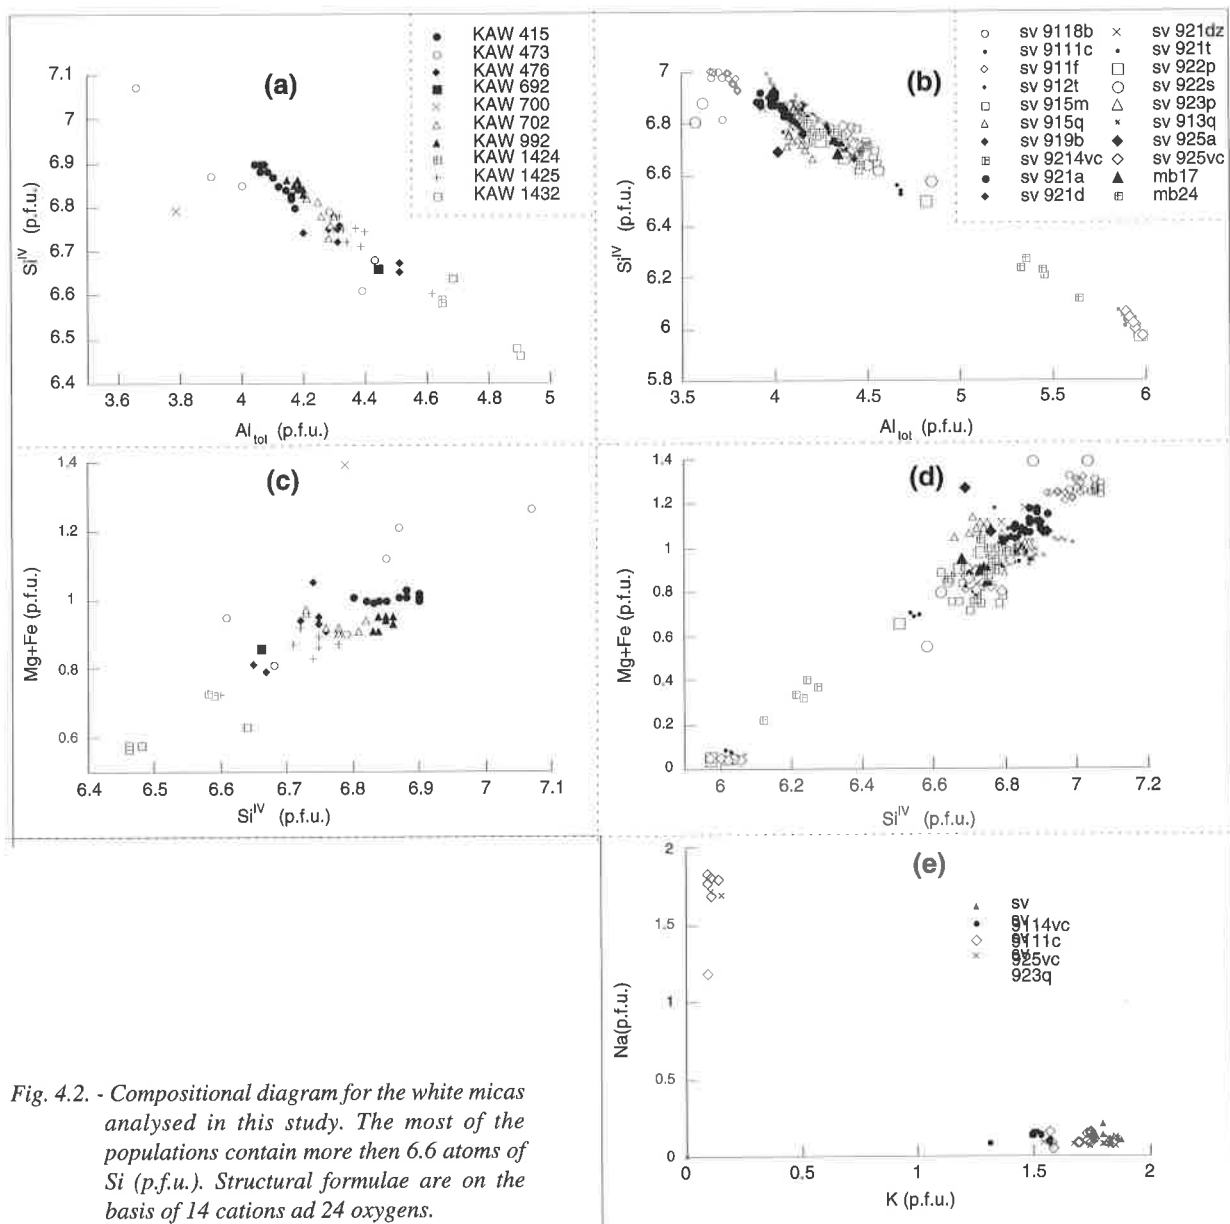 (a)
KAW 415
KAW 473
KAW 476
KAW 692
KAW 700
KAW 702
KAW 992
KAW 1424
KAW 1425
KAW 1432
7.1
7
6.9
6.8
6.7
6.6
6.5
6.4
Si^IV (p.f.u.)
3.6 3.8 4 4.2 4.4 4.6 4.8 5
Al_tot (p.f.u.)
(b)
sv 9118b
sv 9111c
sv 911f
sv 912t
sv 915m
sv 915q
sv 919b
sv 9214vc
sv 921a
sv 921d
sv 921dz
sv 921t
sv 922p
sv 922s
sv 923p
sv 913q
sv 925a
sv 925vc
mb17
mb24
7
6.8
6.6
6.4
6.2
6
5.8
Si^IV (p.f.u.)
3.5 4 4.5 5 5.5 6
Al_tot (p.f.u.)
(c)
1.4
1.2
1
0.8
0.6
Mg+Fe (p.f.u.)
6.4 6.5 6.6 6.7 6.8 6.9 7 7.1
Si^IV (p.f.u.)
(d)
1.4
1.2
1
0.8
0.6
0.4
0.2
0
Mg+Fe (p.f.u.)
6 6.2 6.4 6.6 6.8 7 7.2
Si^IV (p.f.u.)
(e)
sv
sv
9114vc
sv
9111c
sv
925vc
923q
2
1.5
1
0.5
0
Na(p.f.u.)
0 0.5 1 1.5 2
K (p.f.u.)
Fig. 4.2. - Compositional diagram for the white micas
analysed in this study. The most of the
populations contain more then 6.6 atoms of
Si (p.f.u.). Structural formulae are on the
basis of 14 cations ad 24 oxygens.